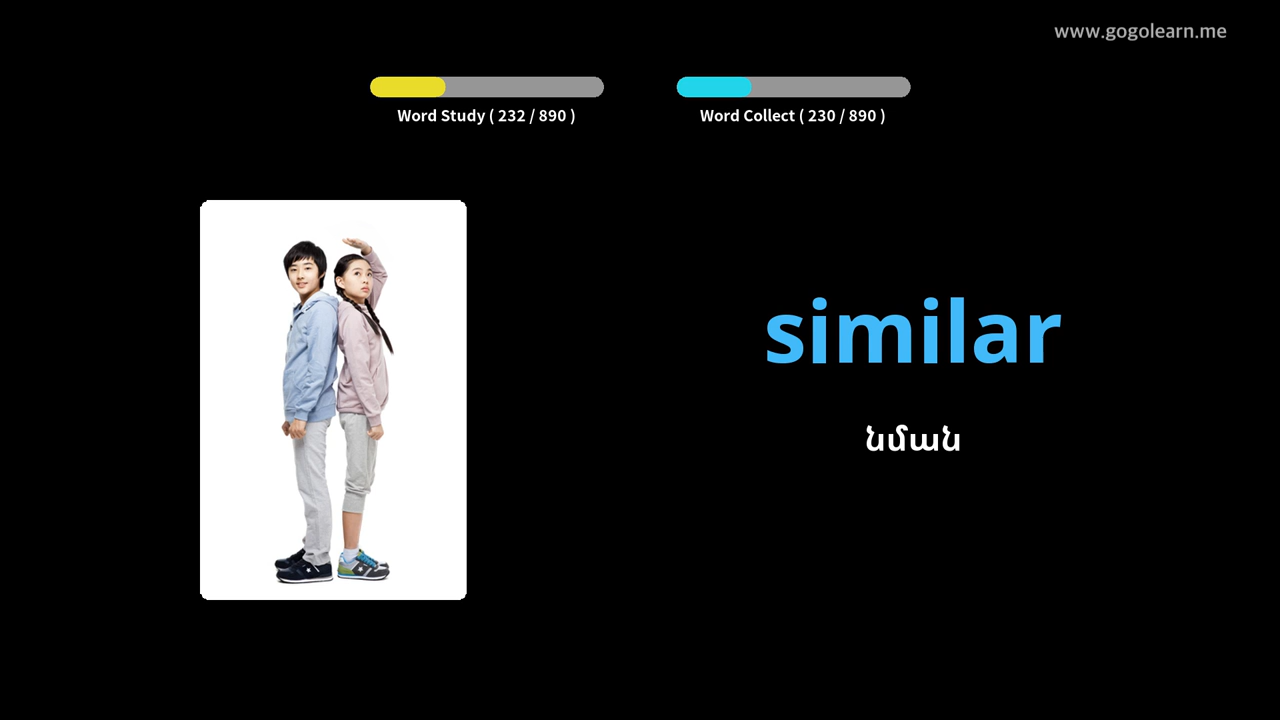 www.gogolearn.me
Word Study ( 232 / 890 )
Word Collect ( 230 / 890 )
similar
նման